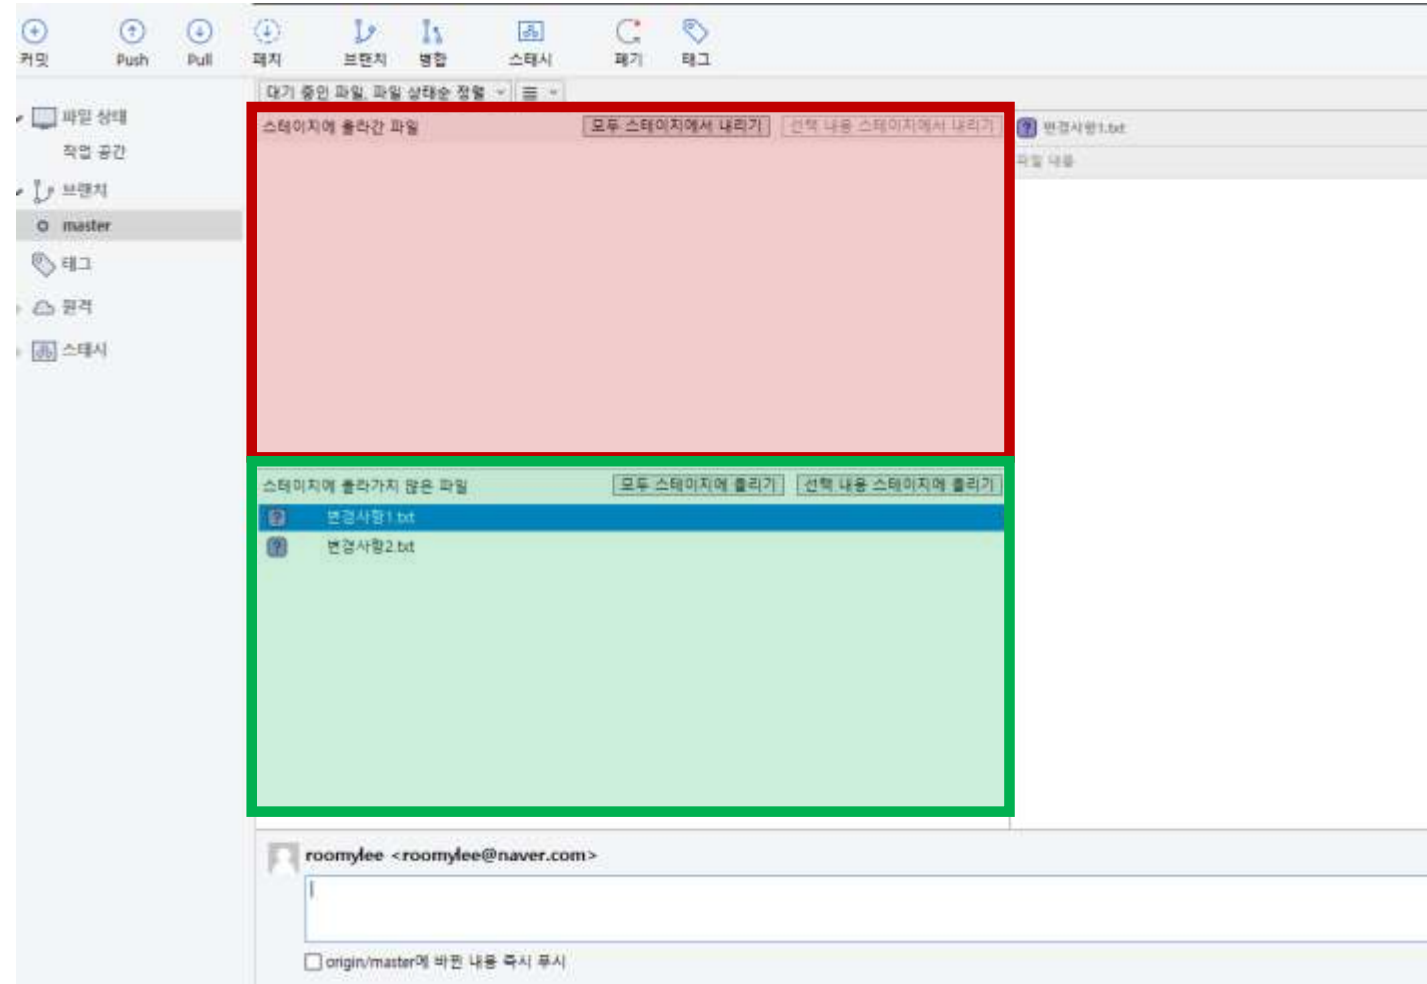 커밋 Push Pull 패치 브랜치 병합 스태시 폐기 태그
대기 중인 파일, 파일 상태순 정렬
파일 상태
작업 공간
브랜치
master
태그
원격
스태시
스테이지에 올라간 파일 모두 스테이지에서 내리기 선택 내용 스테이지에서 내리기
스테이지에 올라가지 않은 파일 모두 스테이지에 올리기 선택 내용 스테이지에 올리기
변경사항1.txt
변경사항2.txt
변경사항1.txt
파일 내용
roomylee <roomylee@naver.com>
origin/master에 바뀐 내용 즉시 푸시